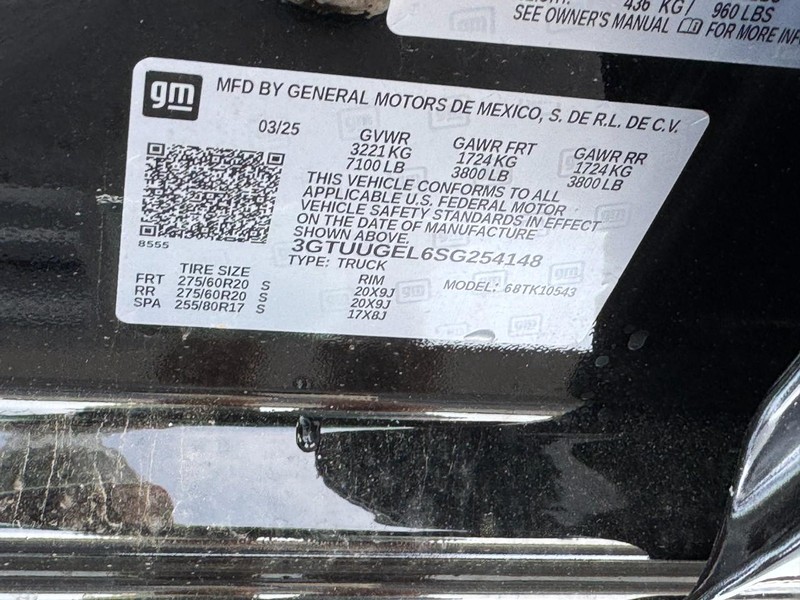 436 KG/ 960 LBS
SEE OWNER'S MANUAL FOR MORE INF
gm
MFD BY GENERAL MOTORS DE MEXICO, S. DE R.L. DE C.V.
03/25
GVWR GAWR FRT GAWR RR
3221 KG 1724 KG 1724 KG
7100 LB 3800 LB 3800 LB
THIS VEHICLE CONFORMS TO ALL
APPLICABLE U.S. FEDERAL MOTOR
VEHICLE SAFETY STANDARDS IN EFFECT
ON THE DATE OF MANUFACTURE
SHOWN ABOVE.
8555
3GTUUGEL6SG254148
TYPE: TRUCK MODEL: 68TK10543
TIRE SIZE RIM
FRT 275/60R20 S 20X9J
RR 275/60R20 S 20X9J
SPA 255/80R17 S 17X8J